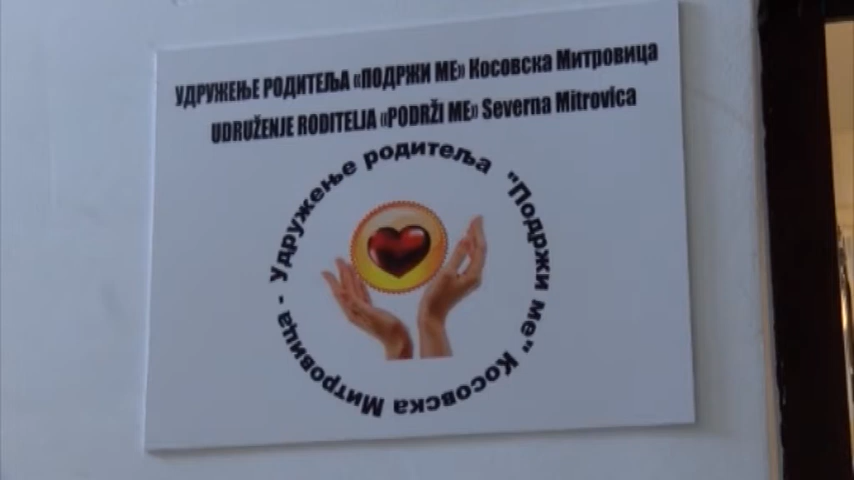 УДРУЖЕЊЕ РОДИТЕЉА «ПОДРЖИ МЕ» Косовска Митровица
UDRUŽENJE RODITELJA «PODRŽI ME» Severna Mitrovica
Удружење родитеља "Подржи ме" Косовска Митровица -